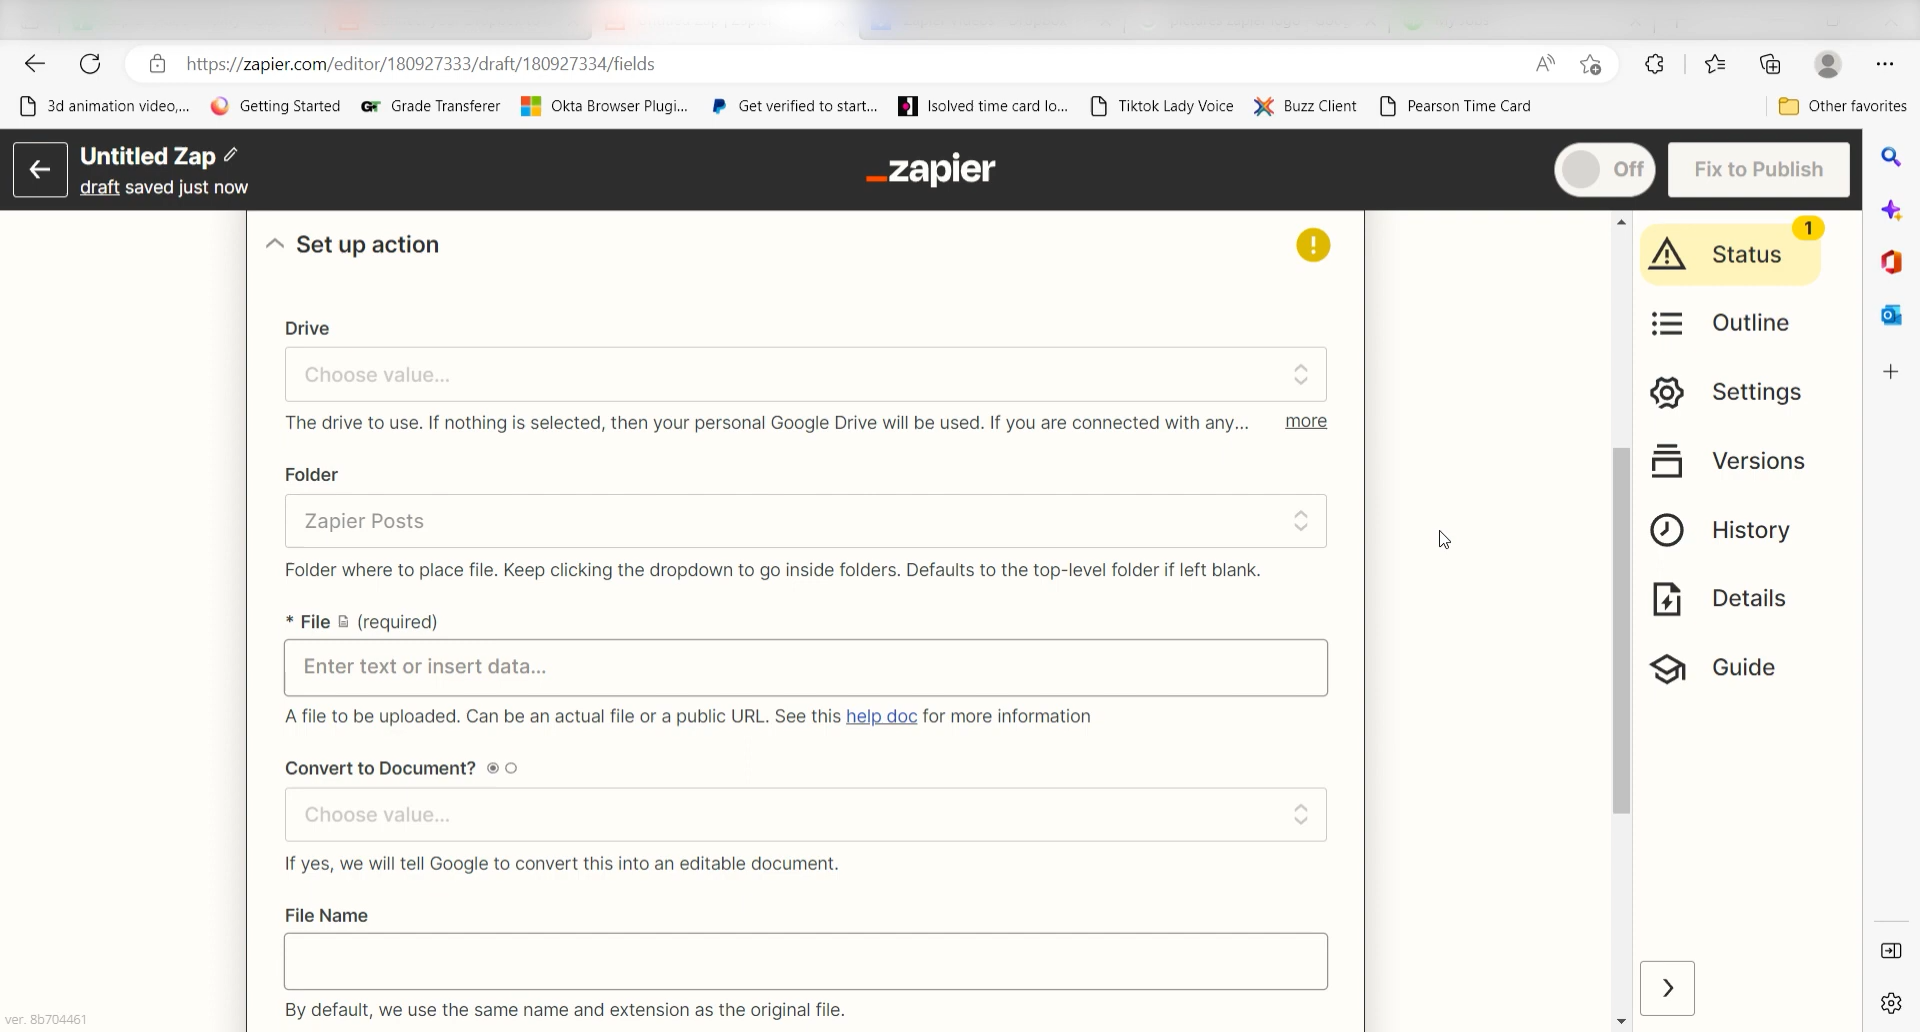 https://zapier.com/editor/180927333/draft/180927334/fields
3d animation video,...
Getting Started
Grade Transferer
Okta Browser Plugi...
Get verified to start...
Isolved time card lo...
Tiktok Lady Voice
Buzz Client
Pearson Time Card
Other favorites
Untitled Zap
draft saved just now
_zapier
Off
Fix to Publish
Set up action
Drive
Choose value...
The drive to use. If nothing is selected, then your personal Google Drive will be used. If you are connected with any... more
Folder
Zapier Posts
Folder where to place file. Keep clicking the dropdown to go inside folders. Defaults to the top-level folder if left blank.
* File (required)
Enter text or insert data...
A file to be uploaded. Can be an actual file or a public URL. See this help doc for more information
Convert to Document?
Choose value...
If yes, we will tell Google to convert this into an editable document.
File Name
By default, we use the same name and extension as the original file.
1
Status
Outline
Settings
Versions
History
Details
Guide
ver. 8b704461